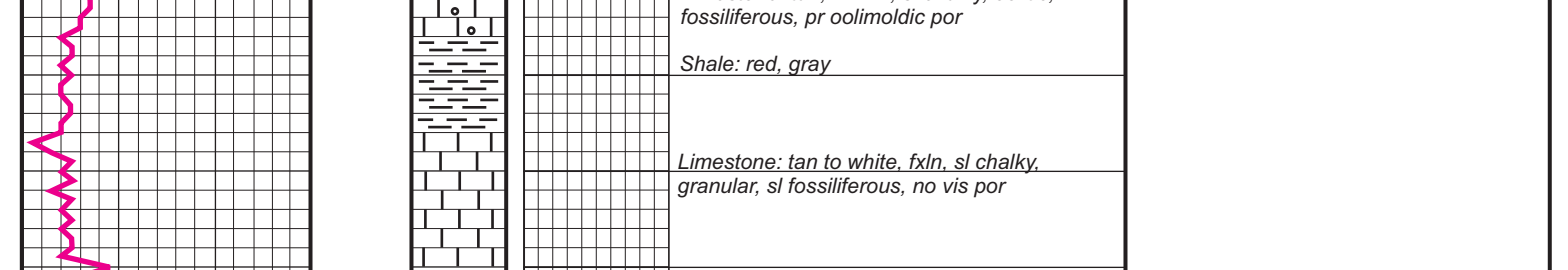 fossiliferous, pr oolimoldic por
Shale: red, gray
Limestone: tan to white, fxln, sl chalky,
granular, sl fossiliferous, no vis por